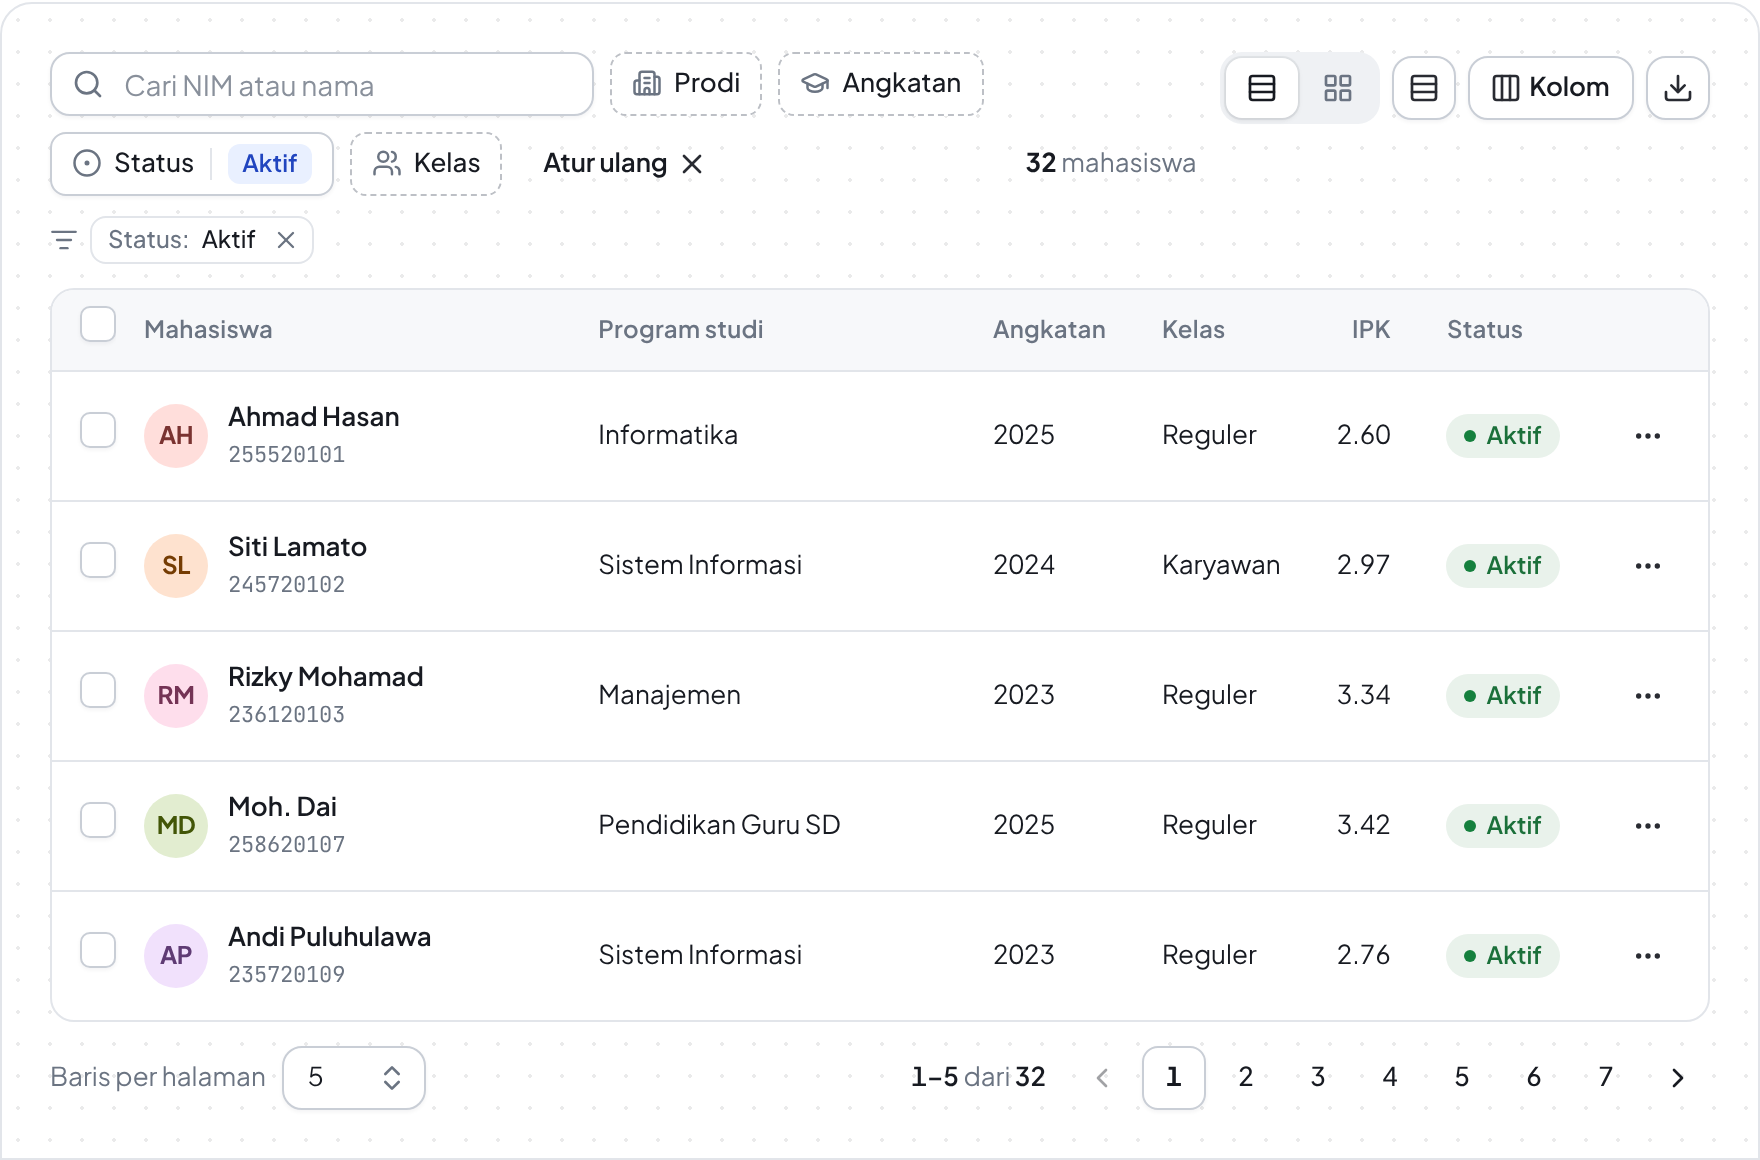 Cari NIM atau nama
Prodi
Angkatan
Kolom
Status Aktif
Kelas
Atur ulang
32 mahasiswa
Status: Aktif
Mahasiswa Program studi Angkatan Kelas IPK Status
AH Ahmad Hasan
255520101
Informatika 2025 Reguler 2.60 Aktif
SL Siti Lamato
245720102
Sistem Informasi 2024 Karyawan 2.97 Aktif
RM Rizky Mohamad
236120103
Manajemen 2023 Reguler 3.34 Aktif
MD Moh. Dai
258620107
Pendidikan Guru SD 2025 Reguler 3.42 Aktif
AP Andi Puluhulawa
235720109
Sistem Informasi 2023 Reguler 2.76 Aktif
Baris per halaman 5
1–5 dari 32
1 2 3 4 5 6 7